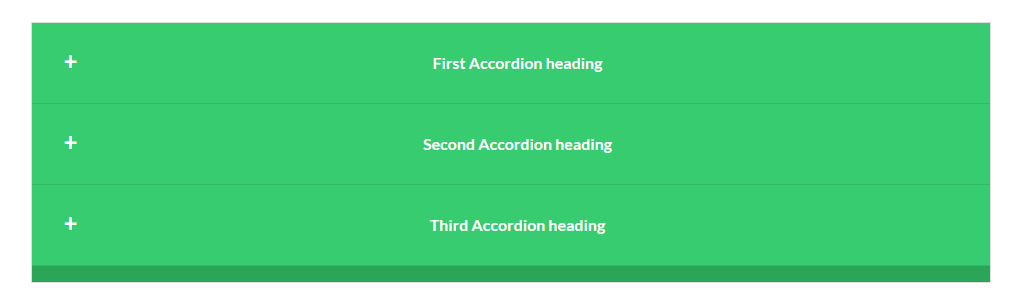 + First Accordion heading
+ Second Accordion heading
+ Third Accordion heading